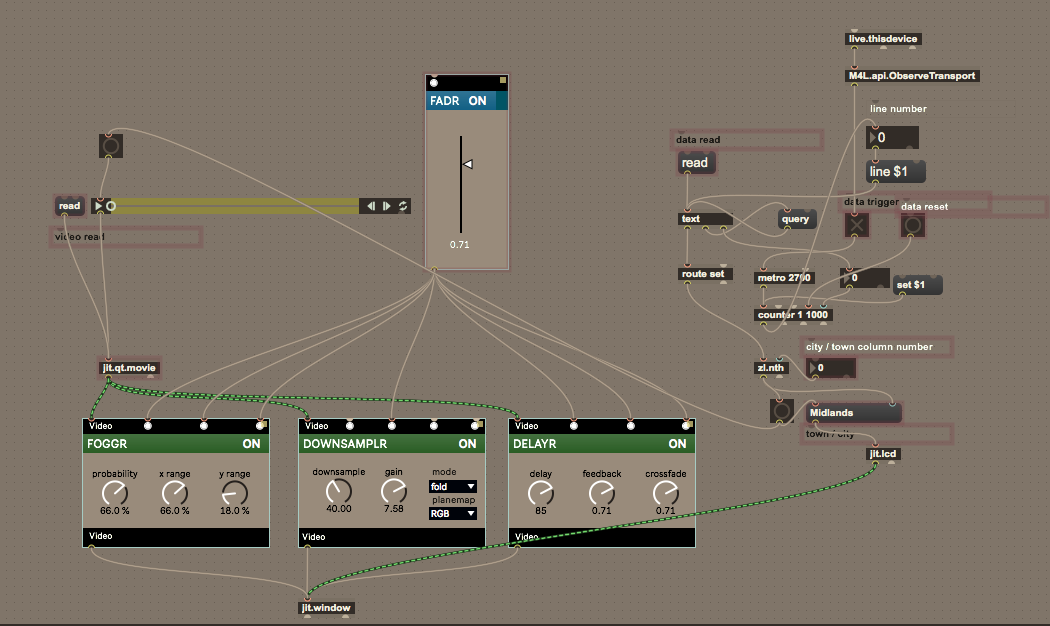 live.thisdevice
M4L.api.ObserveTransport
FADR ON
line number
0
line $1
data read
read
read
video read
data trigger
data reset
text
query
0.71
route set
metro 2700
0
set $1
counter 1 1000
city / town column number
jit.qt.movie
zl.nth
0
Midlands
town / city
jit.lcd
Video
FOGGR ON
probability x range y range
66.0 % 66.0 % 18.0 %
Video
Video
DOWNSAMPLR ON
downsample gain mode
fold
planemap
RGB
40.00 7.58
Video
Video
DELAYR ON
delay feedback crossfade
85 0.71 0.71
Video
jit.window